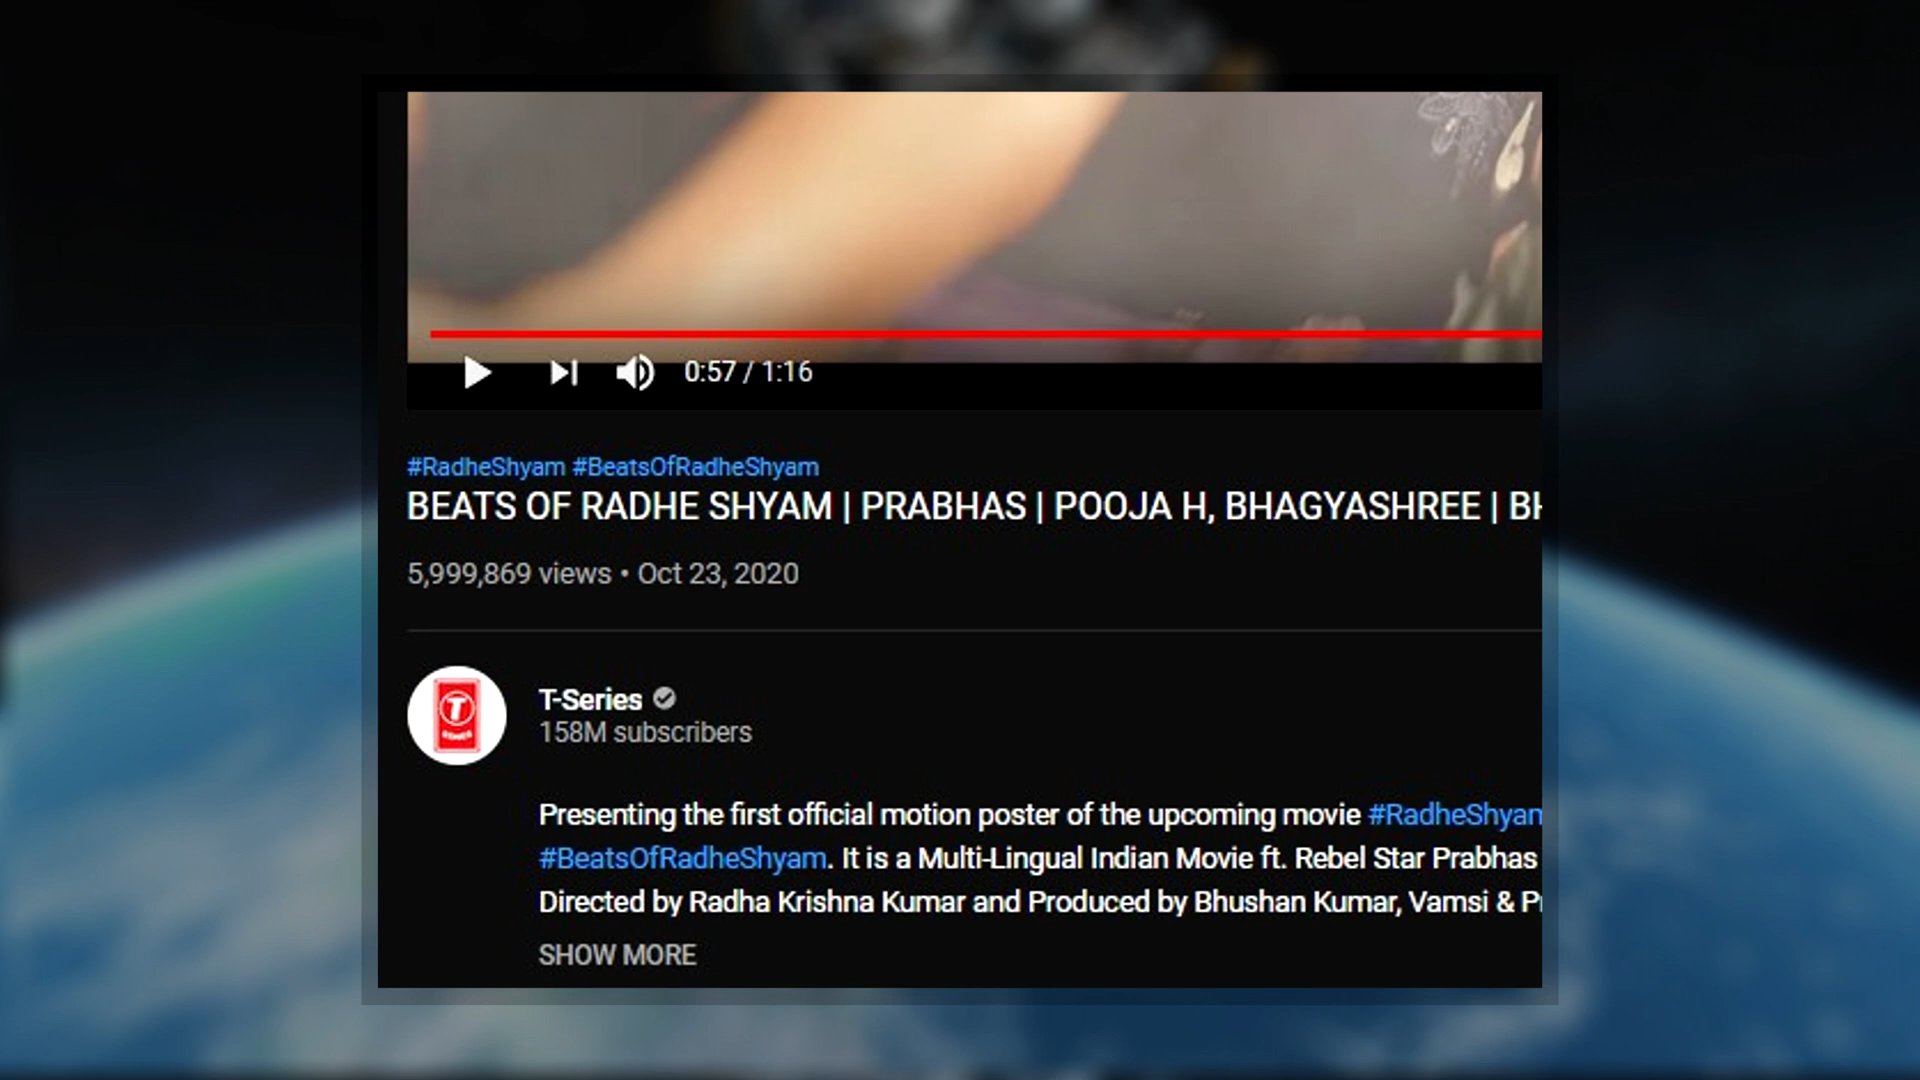 0:57 / 1:16
#RadheShyam #BeatsOfRadheShyam
BEATS OF RADHE SHYAM | PRABHAS | POOJA H, BHAGYASHREE |
5,999,869 views • Oct 23, 2020
T-Series
158M subscribers
T
SERIES
Presenting the first official motion poster of the upcoming movie #RadheShyam
#BeatsOfRadheShyam. It is a Multi-Lingual Indian Movie ft. Rebel Star Prabhas
Directed by Radha Krishna Kumar and Produced by Bhushan Kumar, Vamsi &
SHOW MORE